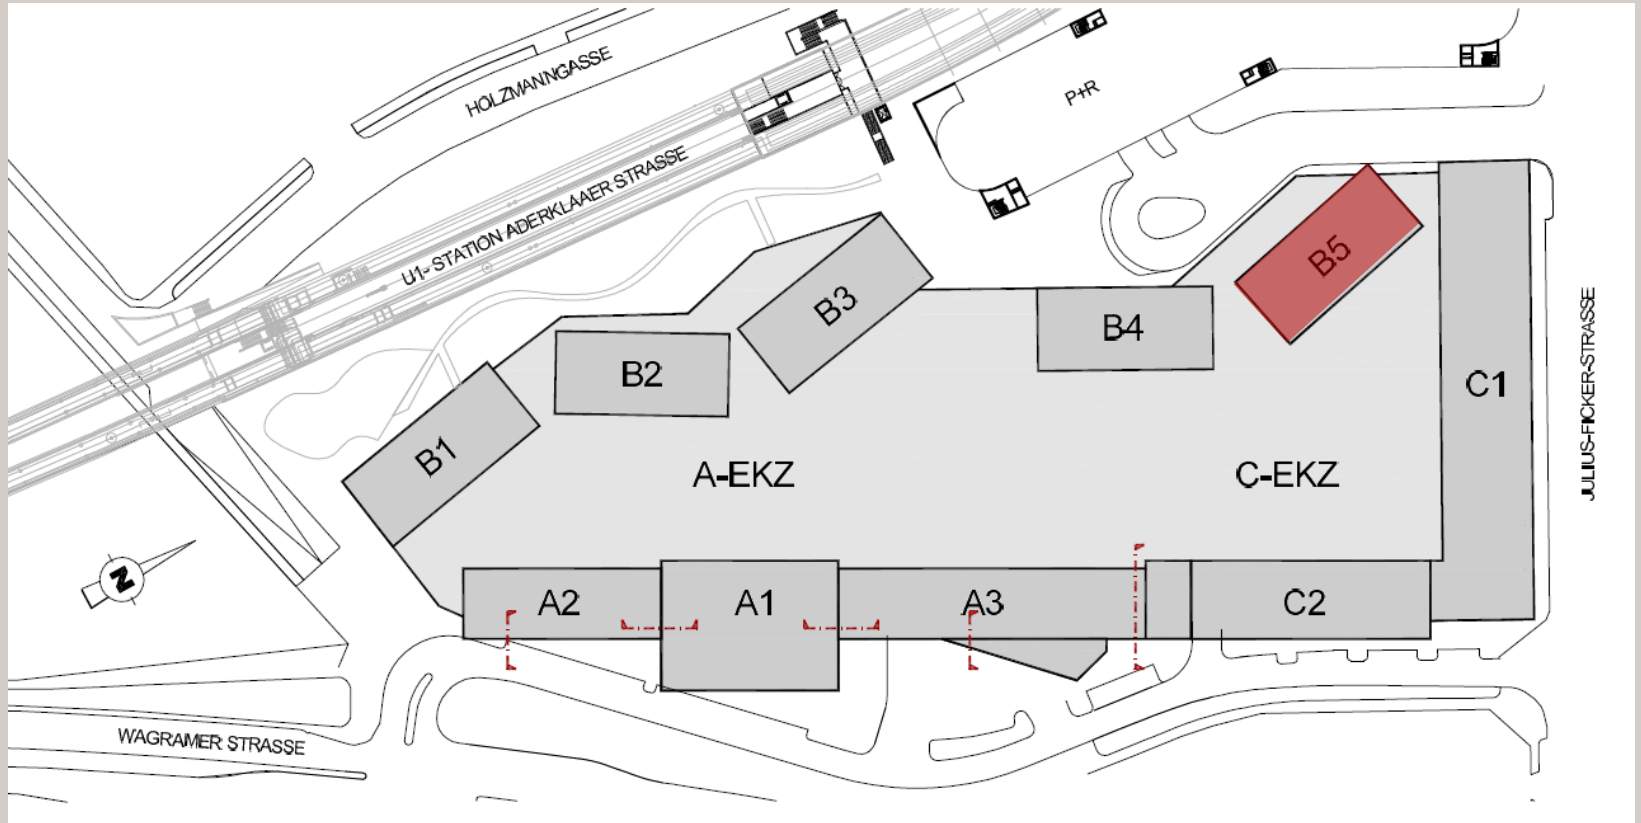 HOLZMANNGASSE
P+R
U1- STATION ADERKLAAER STRASSE
B5
B3
B4
B2
C1
JULIUS-FICKER-STRASSE
B1
A-EKZ
C-EKZ
N
A2
A1
A3
C2
WAGRAMER STRASSE